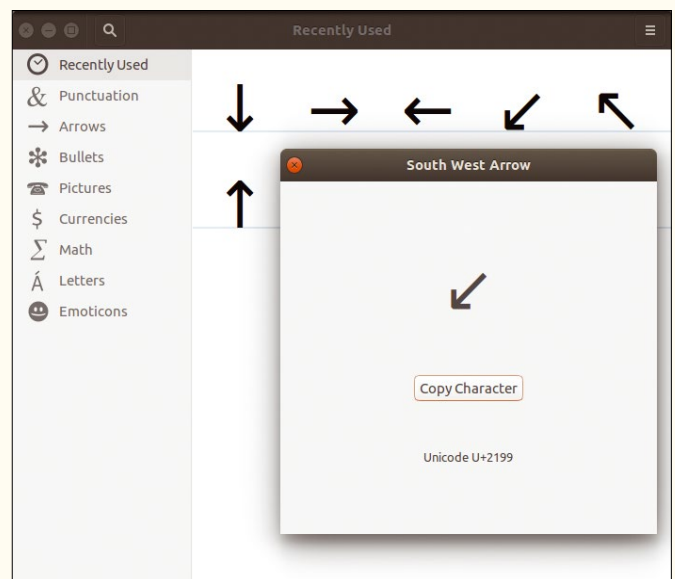 Recently Used
Recently Used
& Punctuation
→ Arrows
Bullets
Pictures
$ Currencies
∑ Math
Á Letters
Emoticons
↓ → ← ↙ ↖
↑
South West Arrow
↙
Copy Character
Unicode U+2199